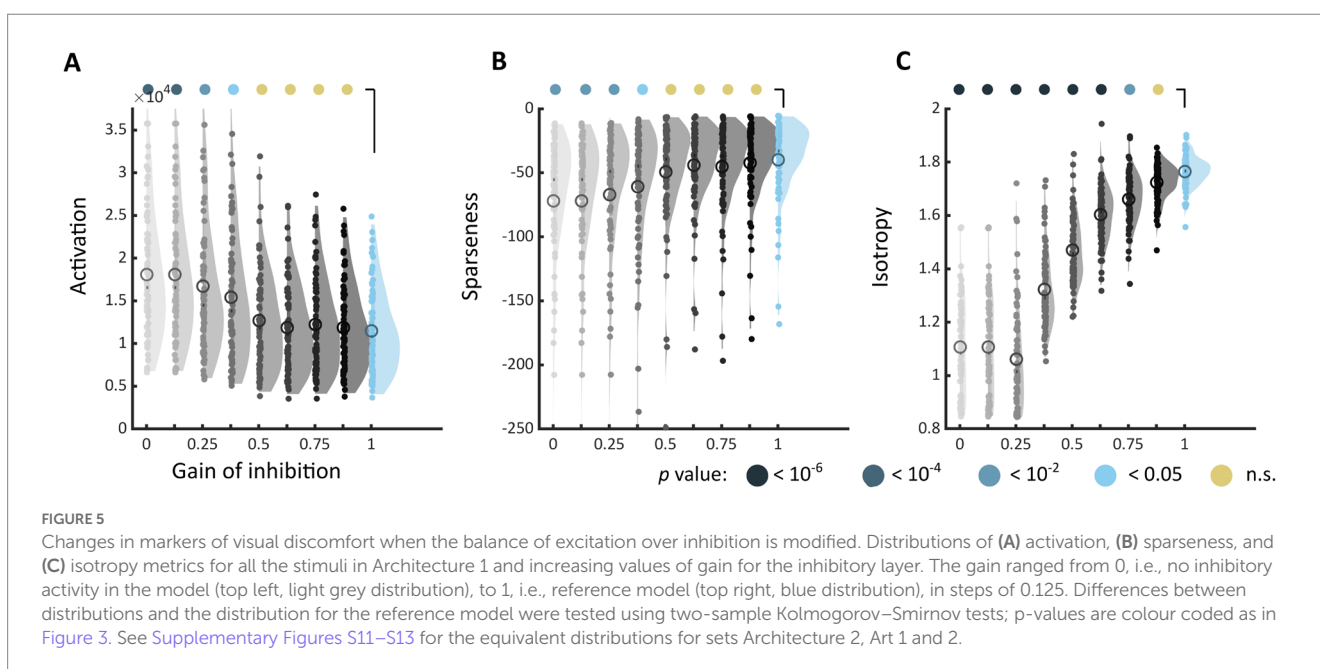 A
B
C
×10⁴
3.5
3
2.5
2
1.5
1
0.5
0
Activation
0 0.25 0.5 0.75 1
Gain of inhibition
0
-50
-100
-150
-200
-250
Sparseness
0 0.25 0.5 0.75 1
2
1.8
1.6
1.4
1.2
1
0.8
Isotropy
0 0.25 0.5 0.75 1
p value: < 10⁻⁶ < 10⁻⁴ < 10⁻² < 0.05 n.s.
FIGURE 5
Changes in markers of visual discomfort when the balance of excitation over inhibition is modified. Distributions of (A) activation, (B) sparseness, and
(C) isotropy metrics for all the stimuli in Architecture 1 and increasing values of gain for the inhibitory layer. The gain ranged from 0, i.e., no inhibitory
activity in the model (top left, light grey distribution), to 1, i.e., reference model (top right, blue distribution), in steps of 0.125. Differences between
distributions and the distribution for the reference model were tested using two-sample Kolmogorov–Smirnov tests; p-values are colour coded as in
Figure 3. See Supplementary Figures S11–S13 for the equivalent distributions for sets Architecture 2, Art 1 and 2.